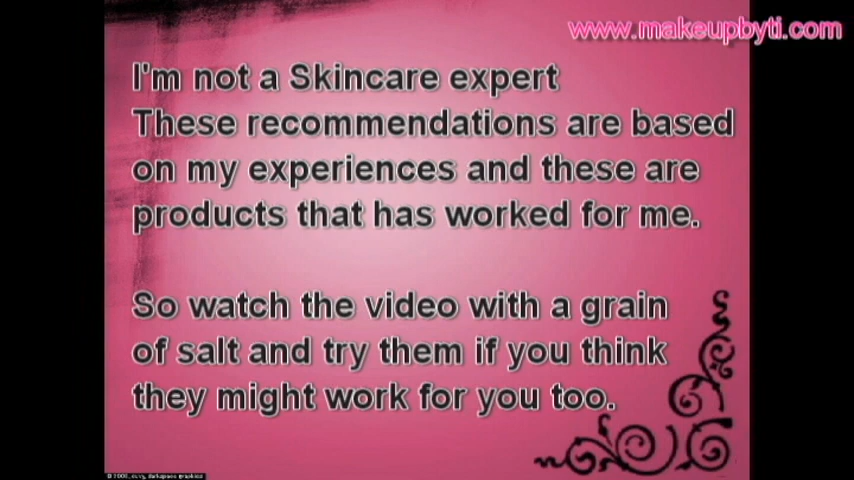 www.makeupbyti.com
I'm not a Skincare expert
These recommendations are based
on my experiences and these are
products that has worked for me.
So watch the video with a grain
of salt and try them if you think
they might work for you too.